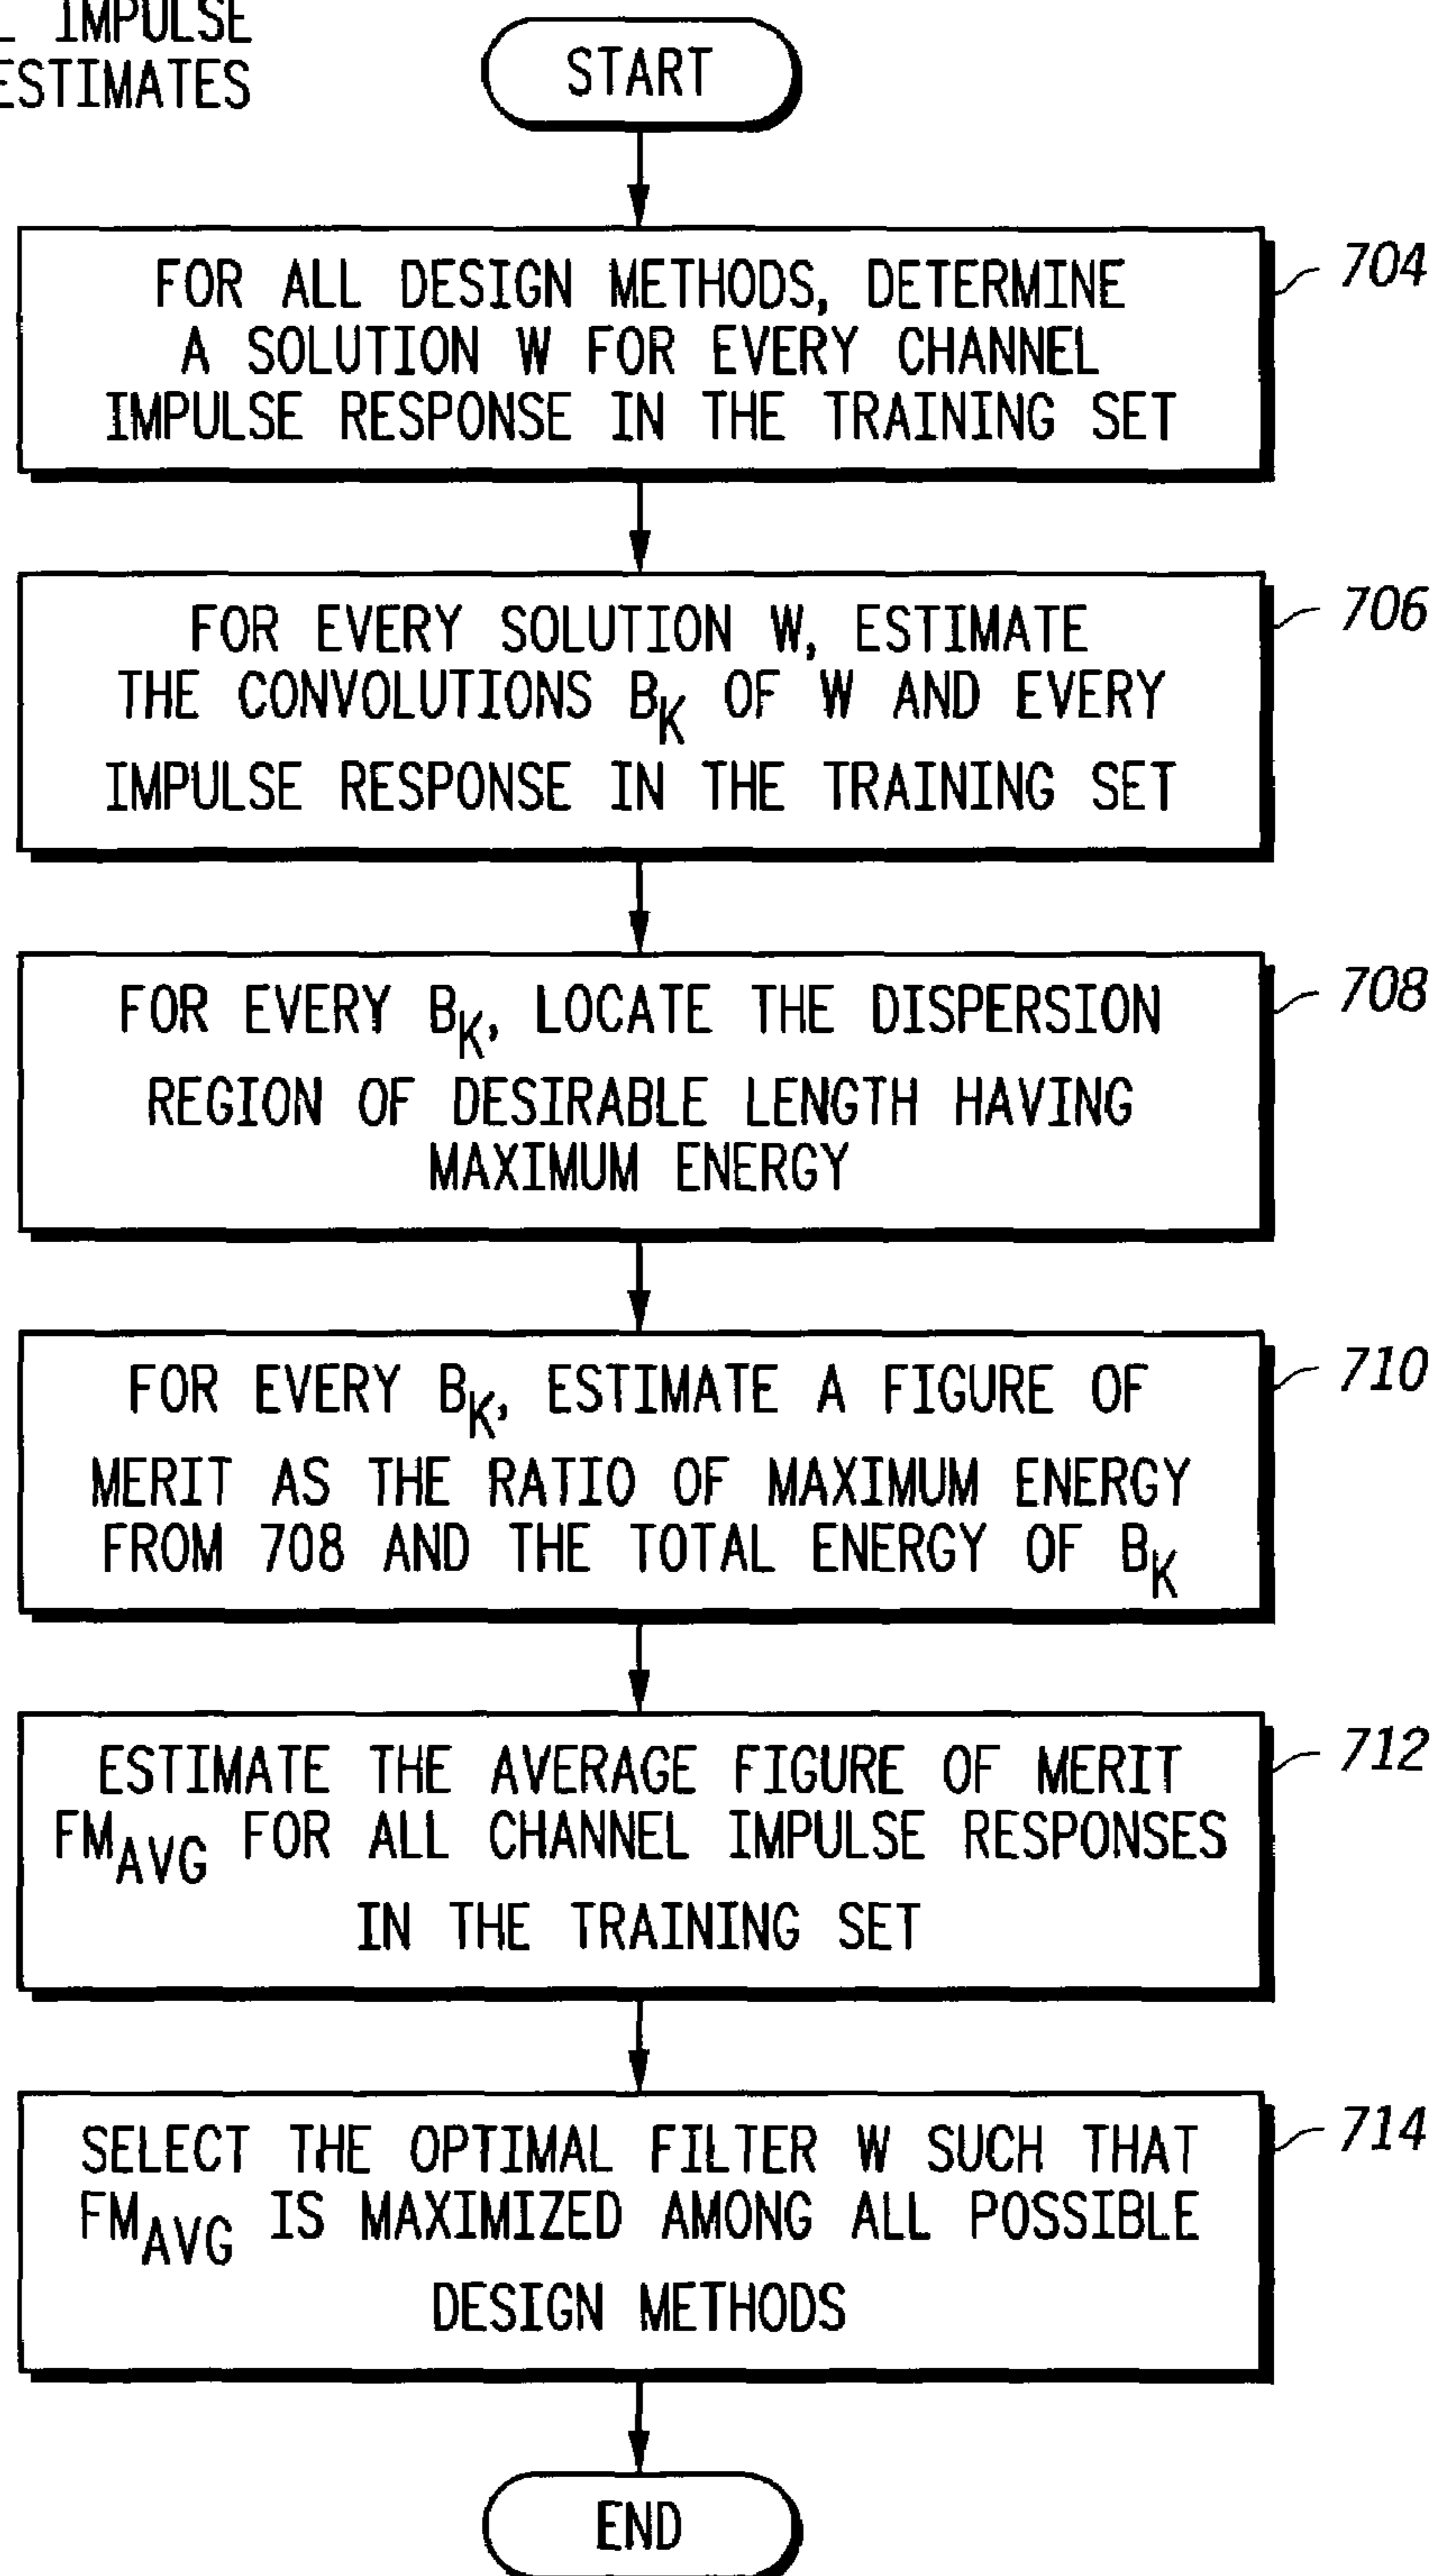 IMPULSE
ESTIMATES
START
FOR ALL DESIGN METHODS, DETERMINE
A SOLUTION W FOR EVERY CHANNEL
IMPULSE RESPONSE IN THE TRAINING SET
704
FOR EVERY SOLUTION W, ESTIMATE
THE CONVOLUTIONS BK OF W AND EVERY
IMPULSE RESPONSE IN THE TRAINING SET
706
FOR EVERY BK, LOCATE THE DISPERSION
REGION OF DESIRABLE LENGTH HAVING
MAXIMUM ENERGY
708
FOR EVERY BK, ESTIMATE A FIGURE OF
MERIT AS THE RATIO OF MAXIMUM ENERGY
FROM 708 AND THE TOTAL ENERGY OF BK
710
ESTIMATE THE AVERAGE FIGURE OF MERIT
FMAVG FOR ALL CHANNEL IMPULSE RESPONSES
IN THE TRAINING SET
712
SELECT THE OPTIMAL FILTER W SUCH THAT
FMAVG IS MAXIMIZED AMONG ALL POSSIBLE
DESIGN METHODS
714
END